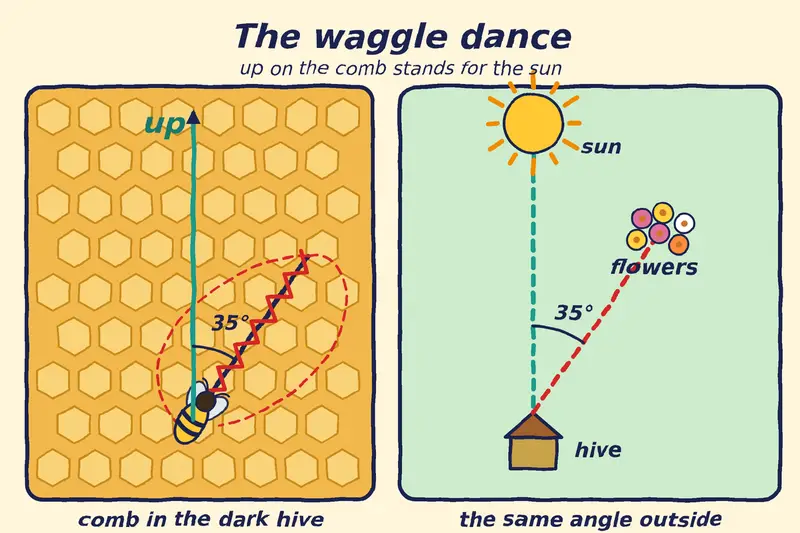 The waggle dance
up on the comb stands for the sun
up
35°
sun
flowers
35°
hive
comb in the dark hive
the same angle outside